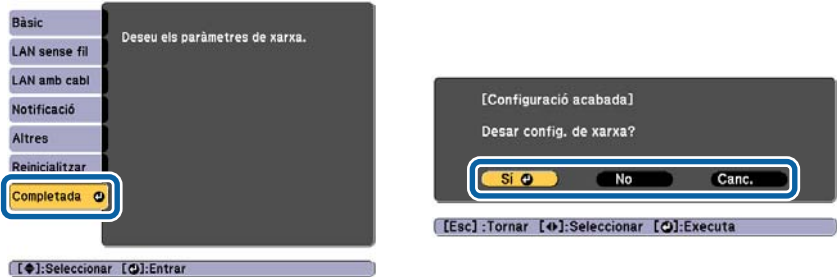 Bàsic
LAN sense fil
LAN amb cabl
Notificació
Altres
Reinicialitzar
Completada
Deseu els paràmetres de xarxa.
[◆]:Seleccionar [↵]:Entrar
[Configuració acabada]
Desar config. de xarxa?
Sí No Canc.
[Esc] :Tornar [◀▶]:Seleccionar [↵]:Executa